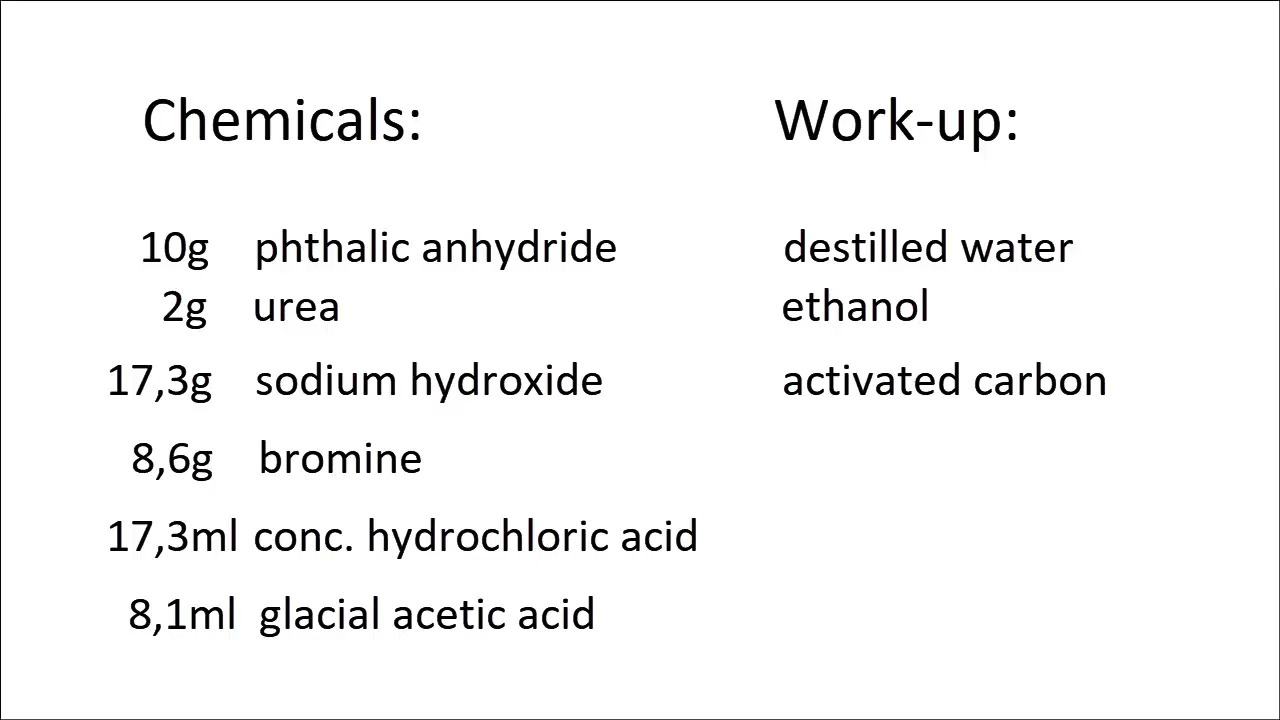 Chemicals:
Work-up:
10g phthalic anhydride
destilled water
2g urea
ethanol
17,3g sodium hydroxide
activated carbon
8,6g bromine
17,3ml conc. hydrochloric acid
8,1ml glacial acetic acid